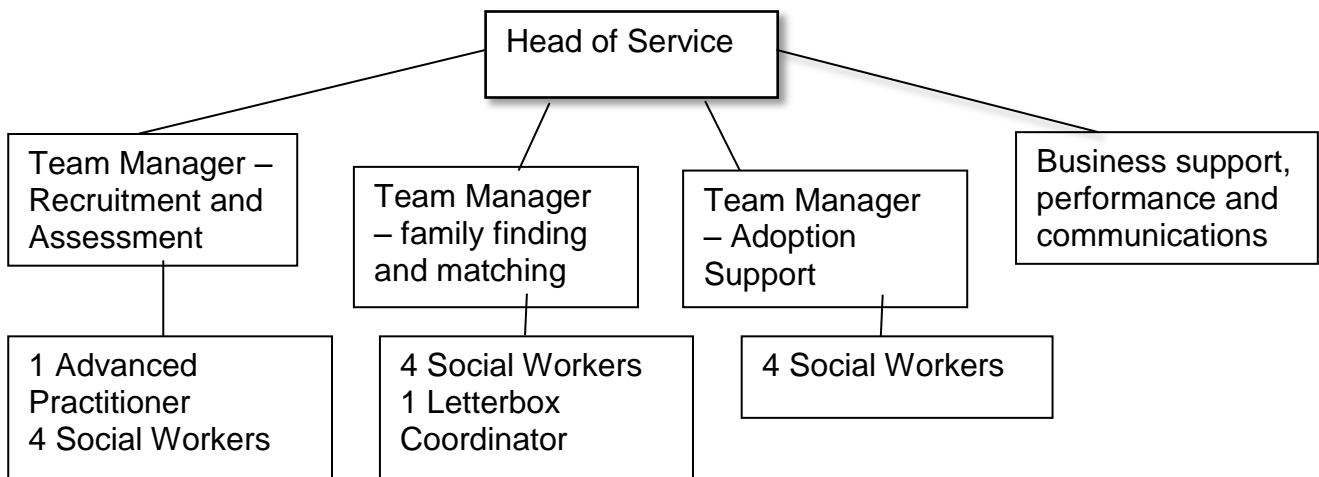 Head of Service
Team Manager –
Recruitment and
Assessment
Team Manager
– family finding
and matching
Team Manager
– Adoption
Support
Business support,
performance and
communications
1 Advanced
Practitioner
4 Social Workers
4 Social Workers
1 Letterbox
Coordinator
4 Social Workers